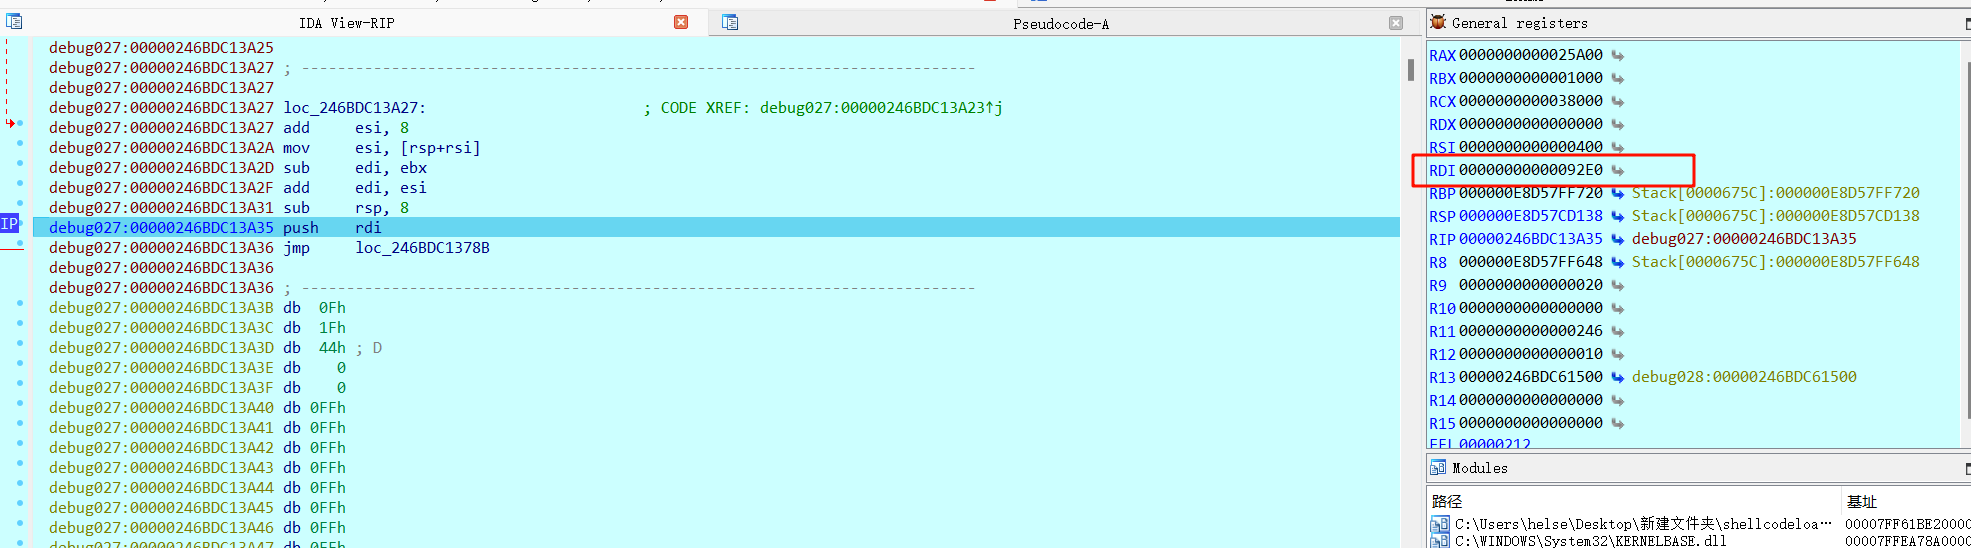 IDA View-RIP
Pseudocode-A
General registers
debug027:00000246BDC13A25
debug027:00000246BDC13A27 ; ---------------------------------------------------------------------------
debug027:00000246BDC13A27
debug027:00000246BDC13A27 loc_246BDC13A27: ; CODE XREF: debug027:00000246BDC13A23↑j
debug027:00000246BDC13A27 add esi, 8
debug027:00000246BDC13A2A mov esi, [rsp+rsi]
debug027:00000246BDC13A2D sub edi, ebx
debug027:00000246BDC13A2F add edi, esi
debug027:00000246BDC13A31 sub rsp, 8
IP
debug027:00000246BDC13A35 push rdi
debug027:00000246BDC13A36 jmp loc_246BDC1378B
debug027:00000246BDC13A36
debug027:00000246BDC13A36 ; ---------------------------------------------------------------------------
debug027:00000246BDC13A3B db 0Fh
debug027:00000246BDC13A3C db 1Fh
debug027:00000246BDC13A3D db 44h ; D
debug027:00000246BDC13A3E db 0
debug027:00000246BDC13A3F db 0
debug027:00000246BDC13A40 db 0FFh
debug027:00000246BDC13A41 db 0FFh
debug027:00000246BDC13A42 db 0FFh
debug027:00000246BDC13A43 db 0FFh
debug027:00000246BDC13A44 db 0FFh
debug027:00000246BDC13A45 db 0FFh
debug027:00000246BDC13A46 db 0FFh
debug027:00000246BDC13A47 db 0FFh
RAX 0000000000025A00
RBX 0000000000001000
RCX 0000000000038000
RDX 0000000000000000
RSI 0000000000000400
RDI 00000000000092E0
RBP 000000E8D57FF720 Stack[0000675C]:000000E8D57FF720
RSP 000000E8D57CD138 Stack[0000675C]:000000E8D57CD138
RIP 00000246BDC13A35 debug027:00000246BDC13A35
R8 000000E8D57FF648 Stack[0000675C]:000000E8D57FF648
R9 0000000000000020
R10 0000000000000000
R11 0000000000000246
R12 0000000000000010
R13 00000246BDC61500 debug028:00000246BDC61500
R14 0000000000000000
R15 0000000000000000
EFL 00000212
Modules
路径 基址
C:\Users\helse\Desktop\新建文件夹\shellcodeloa… 00007FF61BE20000
C:\WINDOWS\System32\KERNELBASE.dll 00007FFEA78A0000